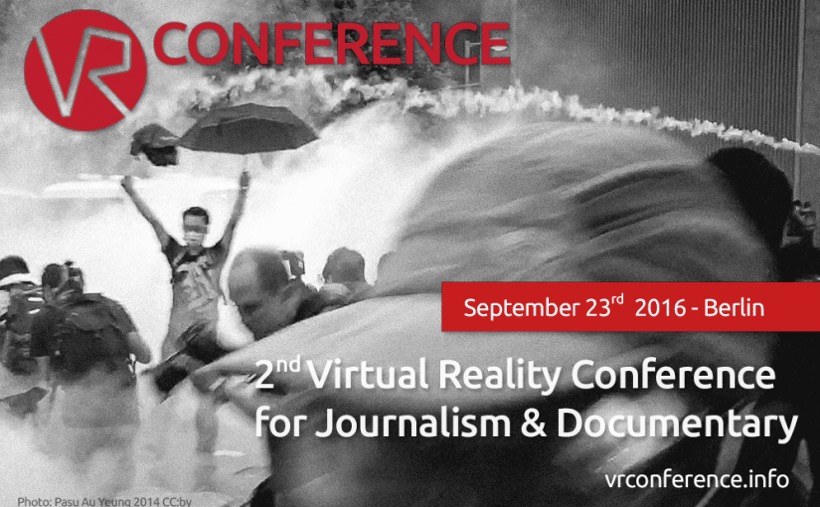 VR CONFERENCE
September 23rd 2016 - Berlin
2nd Virtual Reality Conference
for Journalism & Documentary
vrconference.info
Photo: Pasu Au Yeung 2014 CC:by